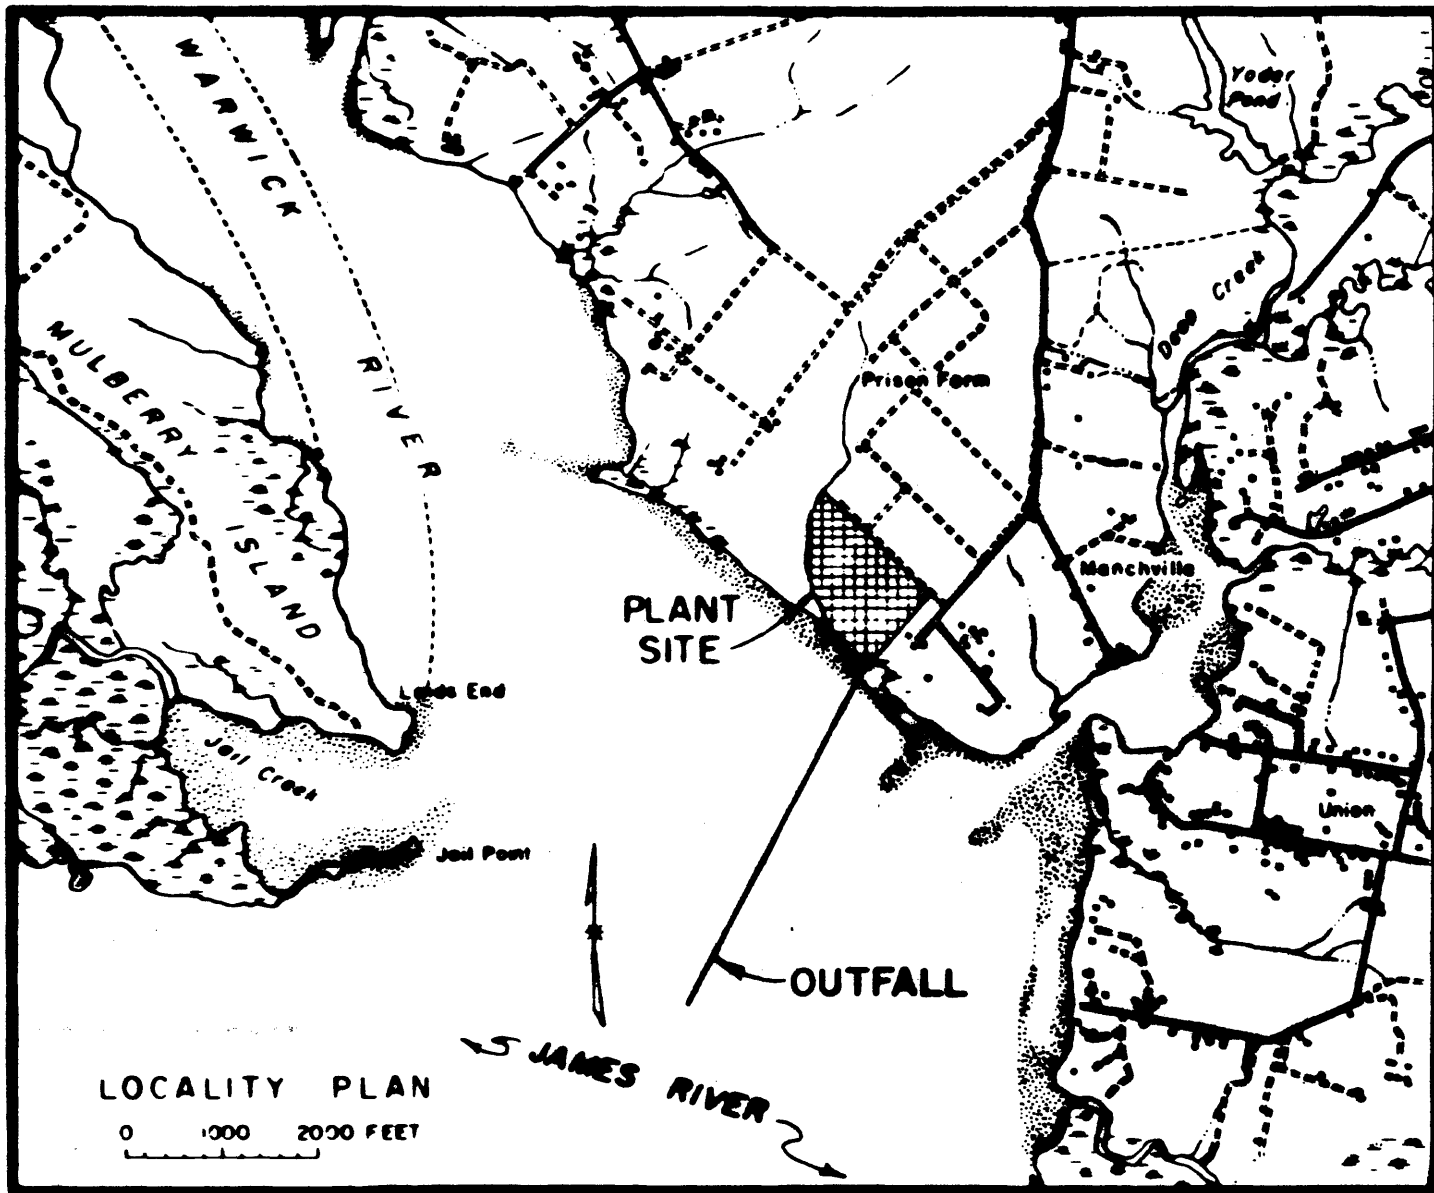 WARWICK
RIVER
Yoder
Pond
Deep Creek
MULBERRY
ISLAND
Prison Farm
Menchville
PLANT
SITE
Lands End
Jail Creek
Union
Jail Point
OUTFALL
JAMES RIVER
LOCALITY PLAN
0 1000 2000 FEET